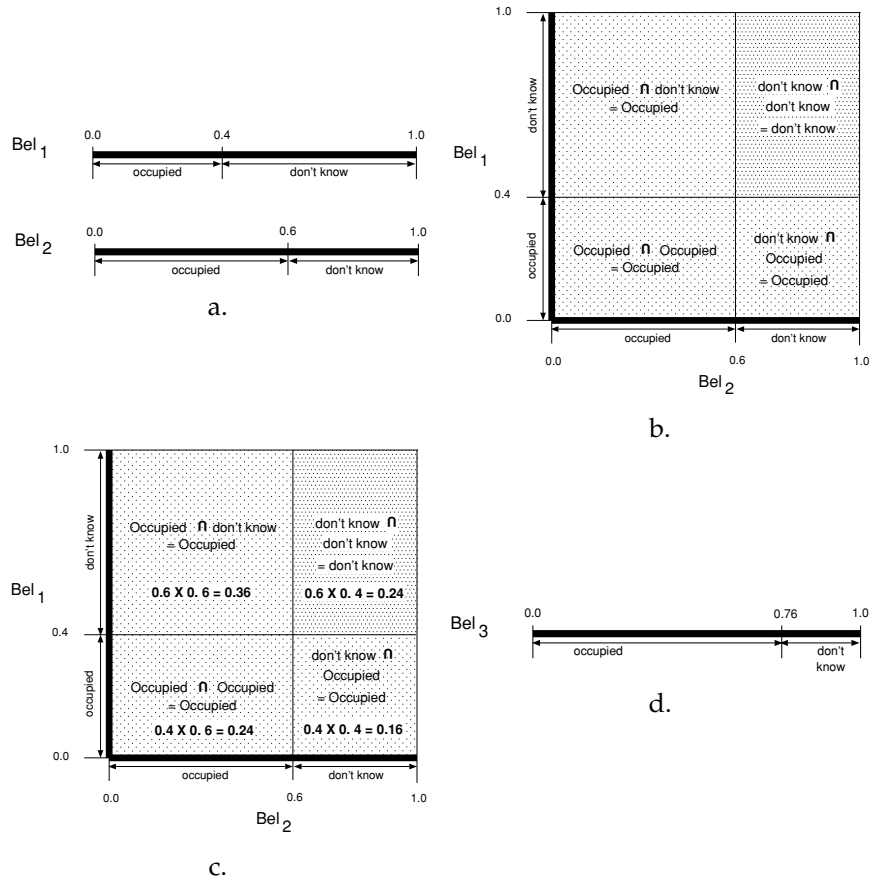 0.0 0.4 1.0
Bel 1
occupied don't know
0.0 0.6 1.0
Bel 2
occupied don't know
a.
1.0
don't know
Occupied ∩ don't know
= Occupied
don't know ∩
don't know
= don't know
Bel 1
0.4
occupied
Occupied ∩ Occupied
= Occupied
don't know ∩
Occupied
= Occupied
0.0
occupied don't know
0.0 0.6 1.0
Bel 2
b.
1.0
don't know
Occupied ∩ don't know
= Occupied
0.6 X 0. 6 = 0.36
don't know ∩
don't know
= don't know
0.6 X 0. 4 = 0.24
Bel 1
0.4
occupied
Occupied ∩ Occupied
= Occupied
0.4 X 0. 6 = 0.24
don't know ∩
Occupied
= Occupied
0.4 X 0. 4 = 0.16
0.0
occupied don't know
0.0 0.6 1.0
Bel 2
c.
0.0 0.76 1.0
Bel 3
occupied don't
know
d.